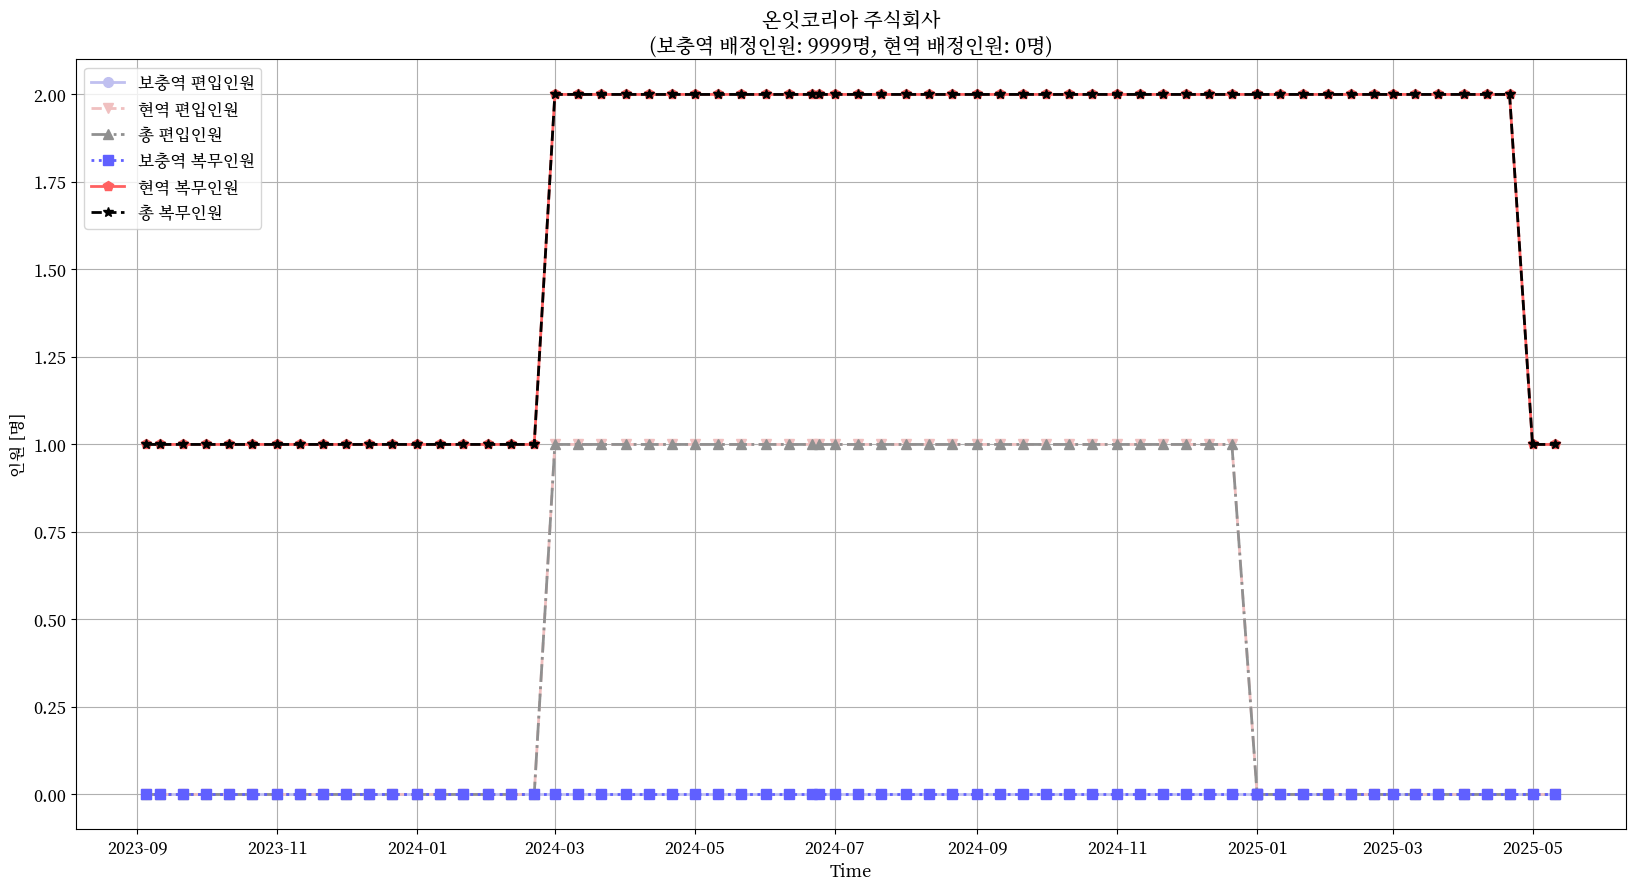 온잇코리아 주식회사
(보충역 배정인원: 9999명, 현역 배정인원: 0명)
보충역 편입인원
현역 편입인원
총 편입인원
보충역 복무인원
현역 복무인원
총 복무인원
2.00
1.75
1.50
1.25
1.00
0.75
0.50
0.25
0.00
인원 [명]
2023-09 2023-11 2024-01 2024-03 2024-05 2024-07 2024-09 2024-11 2025-01 2025-03 2025-05
Time